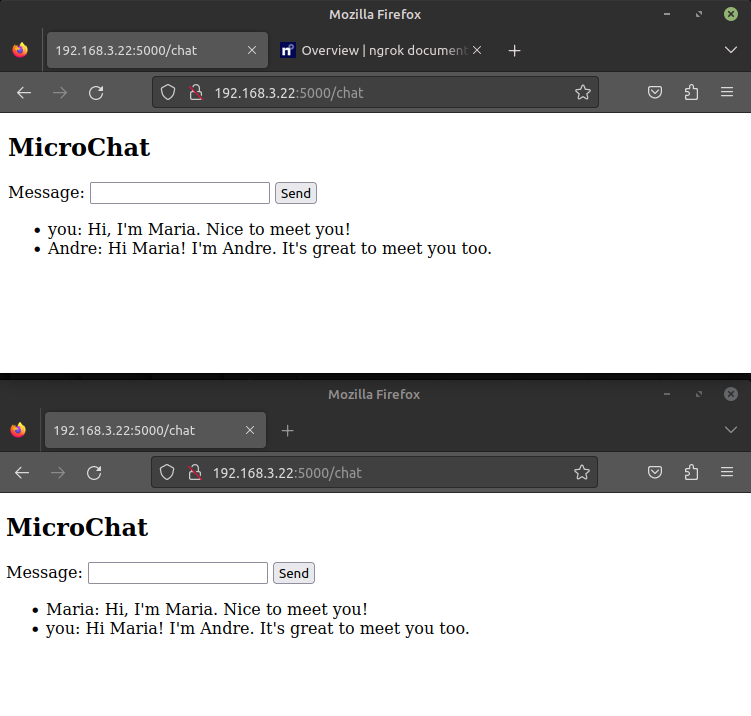 Mozilla Firefox
192.168.3.22:5000/chat
Overview | ngrok document
192.168.3.22:5000/chat
MicroChat
Message: Send
you: Hi, I'm Maria. Nice to meet you!
Andre: Hi Maria! I'm Andre. It's great to meet you too.
Mozilla Firefox
192.168.3.22:5000/chat
192.168.3.22:5000/chat
MicroChat
Message: Send
Maria: Hi, I'm Maria. Nice to meet you!
you: Hi Maria! I'm Andre. It's great to meet you too.